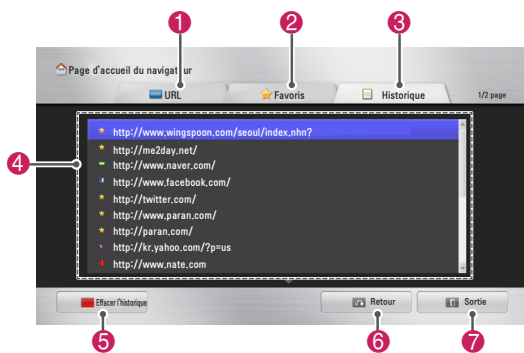 1 2 3
Page d'accueil du navigateur
URL Favoris Historique 1/2 page
http://www.wingspoon.com/seoul/index.nhn?
http://me2day.net/
4 http://www.naver.com/
http://www.facebook.com/
http://twitter.com/
http://www.paran.com/
http://paran.com/
http://kr.yahoo.com/?p=us
http://www.nate.com
Effacer l'historique Retour Sortie
5 6 7